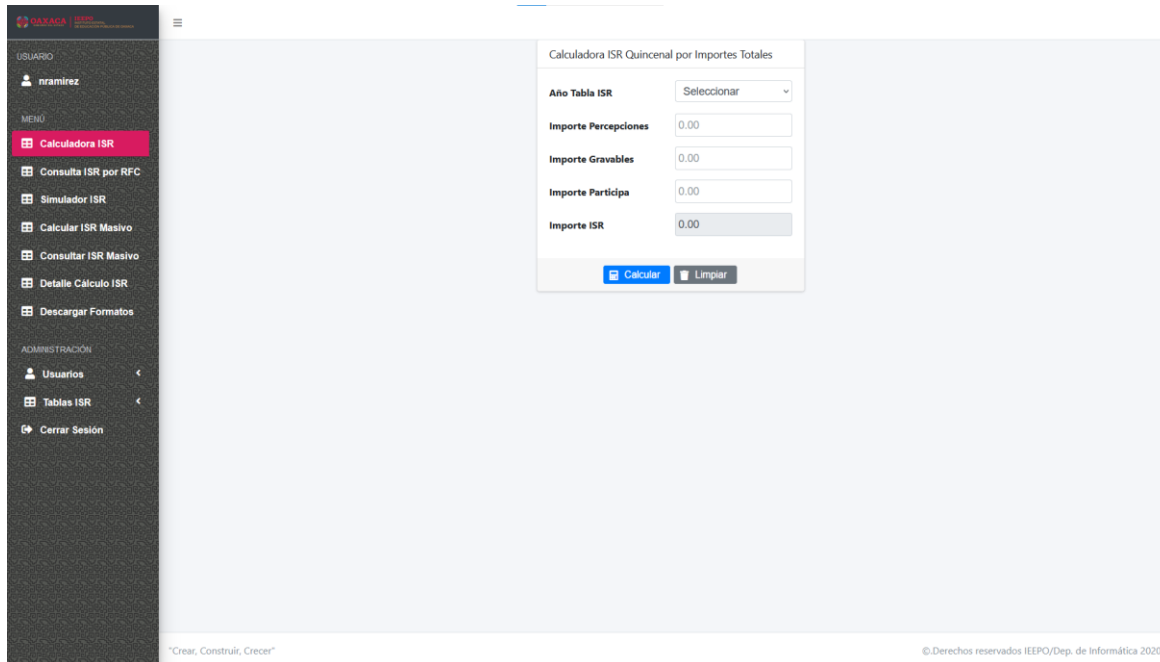 OAXACA
IEEPO
USUARIO
nramirez
MENÚ
Calculadora ISR
Consulta ISR por RFC
Simulador ISR
Calcular ISR Masivo
Consultar ISR Masivo
Detalle Cálculo ISR
Descargar Formatos
ADMINISTRACIÓN
Usuarios
Tablas ISR
Cerrar Sesión
Calculadora ISR Quincenal por Importes Totales
Año Tabla ISR Seleccionar
Importe Percepciones 0.00
Importe Gravables 0.00
Importe Participa 0.00
Importe ISR 0.00
Calcular Limpiar
"Crear, Construir, Crecer" ©.Derechos reservados IEEPO/Dep. de Informática 2020